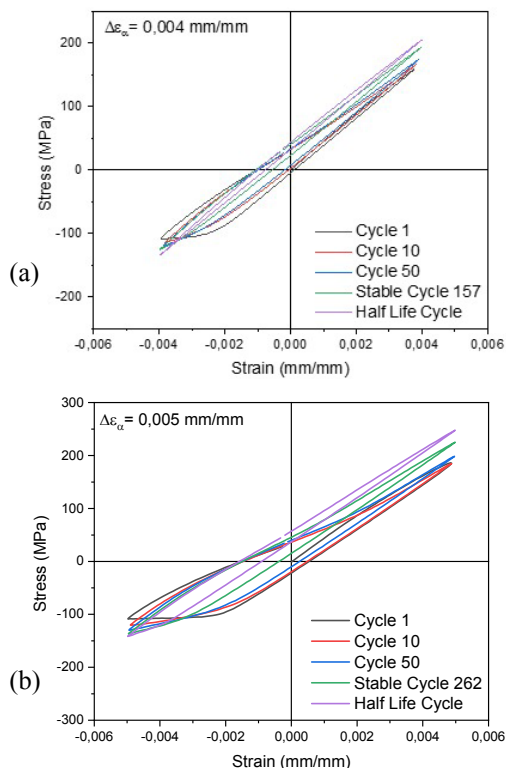 Δεα= 0,004 mm/mm
200
100
0
-100
-200
Stress (MPa)
Cycle 1
Cycle 10
Cycle 50
Stable Cycle 157
Half Life Cycle
(a)
-0,006 -0,004 -0,002 0,000 0,002 0,004 0,006
Strain (mm/mm)
Δεα= 0,005 mm/mm
300
200
100
0
-100
-200
-300
Stress (MPa)
Cycle 1
Cycle 10
Cycle 50
Stable Cycle 262
Half Life Cycle
(b)
-0,006 -0,004 -0,002 0,000 0,002 0,004 0,006
Strain (mm/mm)